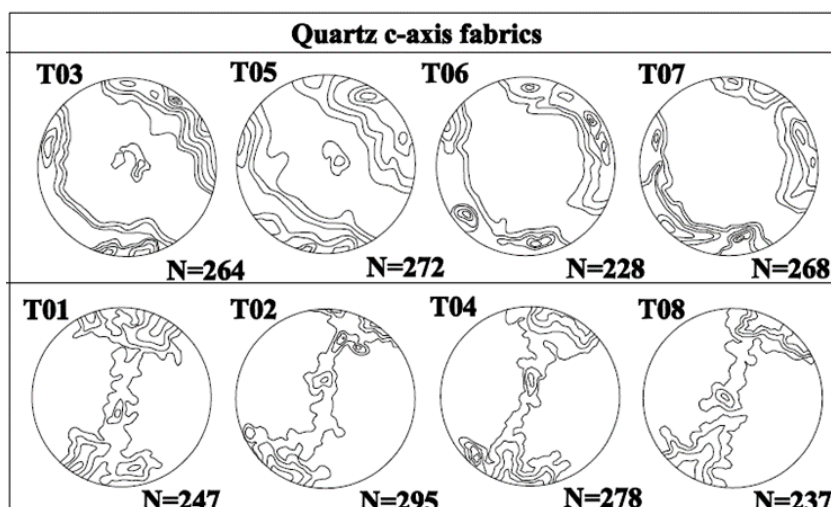 Quartz c-axis fabrics
T03 T05 T06 T07
N=264 N=272 N=228 N=268
T01 T02 T04 T08
N=247 N=295 N=278 N=237